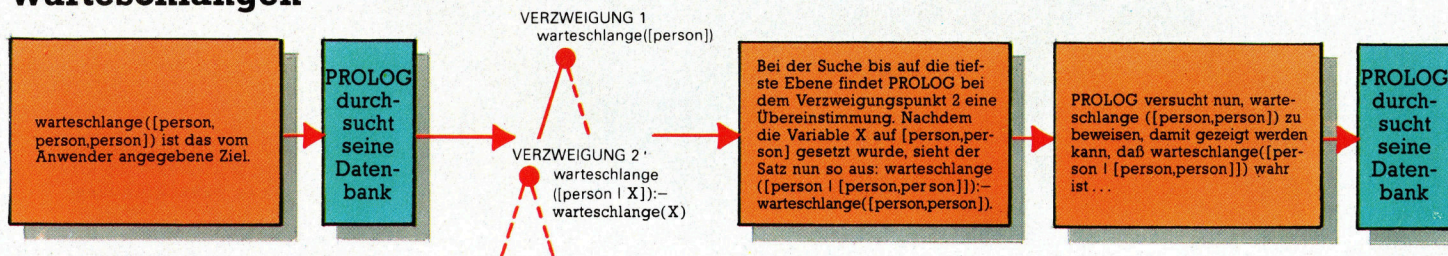 Warteschlangen
warteschlange([person,
person,person]) ist das vom
Anwender angegebene Ziel.
PROLOG
durch-
sucht
seine
Daten-
bank
VERZWEIGUNG 1
warteschlange([person])
VERZWEIGUNG 2
warteschlange
([person | X]):–
warteschlange(X)
Bei der Suche bis auf die tief-
ste Ebene findet PROLOG bei
dem Verzweigungspunkt 2 eine
Übereinstimmung. Nachdem
die Variable X auf [person,per-
son] gesetzt wurde, sieht der
Satz nun so aus: warteschlange
([person | [person,person]]):–
warteschlange([person,person]).
PROLOG versucht nun, warte-
schlange ([person,person]) zu
beweisen, damit gezeigt werden
kann, daß warteschlange([per-
son | [person,person]]) wahr
ist . . .
PROLOG
durch-
sucht
seine
Daten-
bank